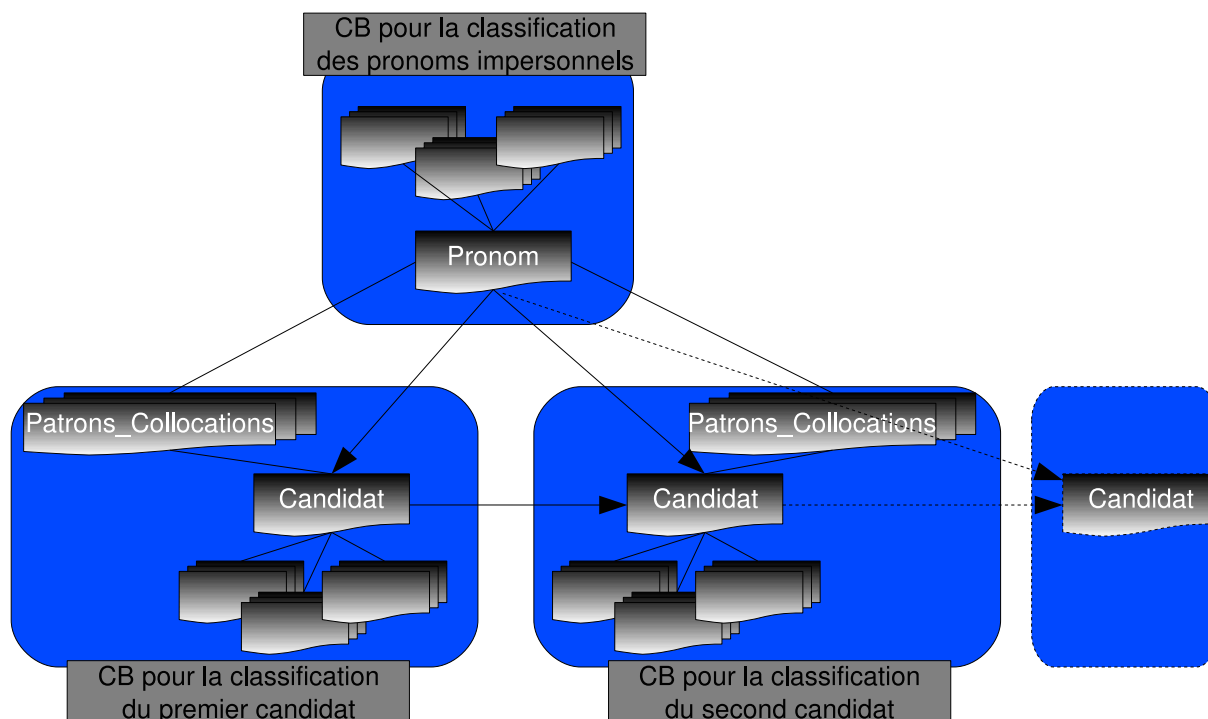 CB pour la classification
des pronoms impersonnels
Pronom
Patrons_Collocations
Patrons_Collocations
Candidat
Candidat
Candidat
CB pour la classification
du premier candidat
CB pour la classification
du second candidat